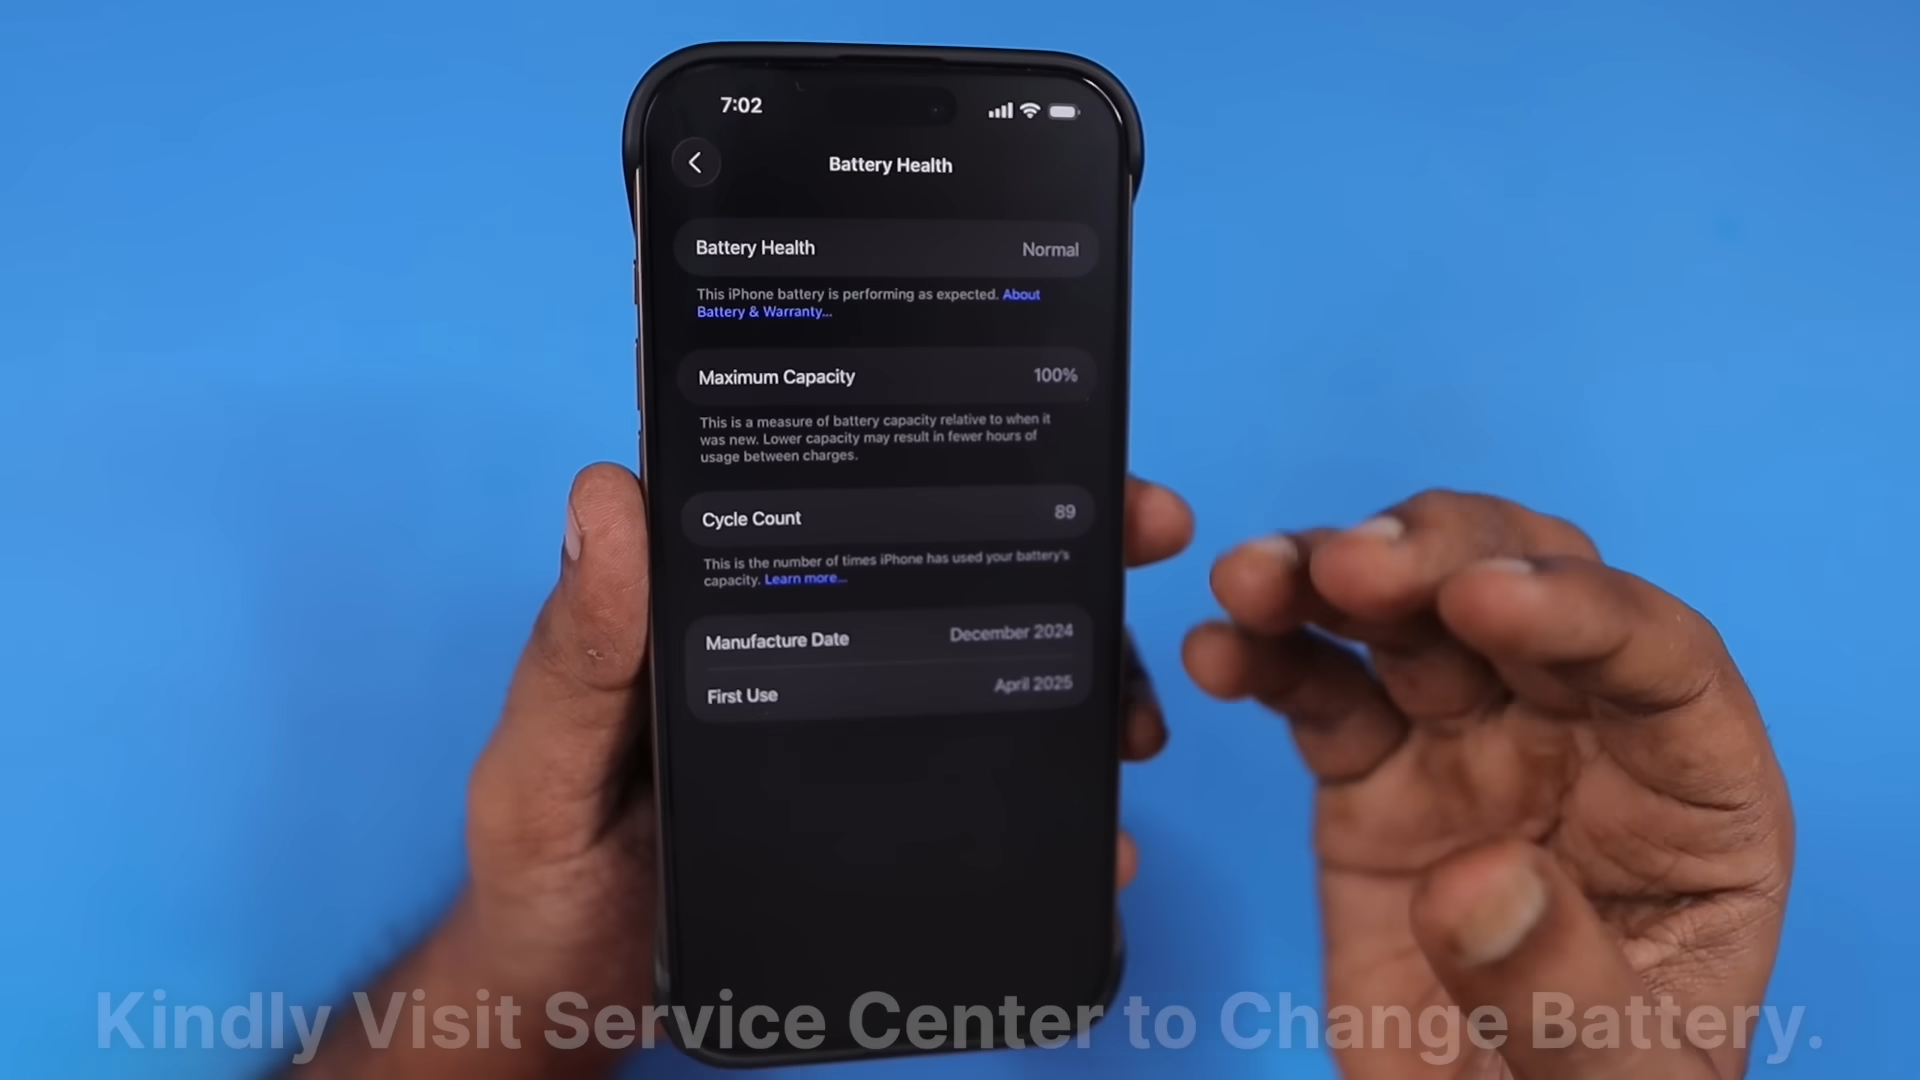 7:02
Battery Health
Battery Health Normal
This iPhone battery is performing as expected. About
Battery & Warranty...
Maximum Capacity 100%
This is a measure of battery capacity relative to when it
was new. Lower capacity may result in fewer hours of
usage between charges.
Cycle Count 89
This is the number of times iPhone has used your battery's
capacity. Learn more...
Manufacture Date December 2024
First Use April 2025
Kindly Visit Service Center to Change Battery.